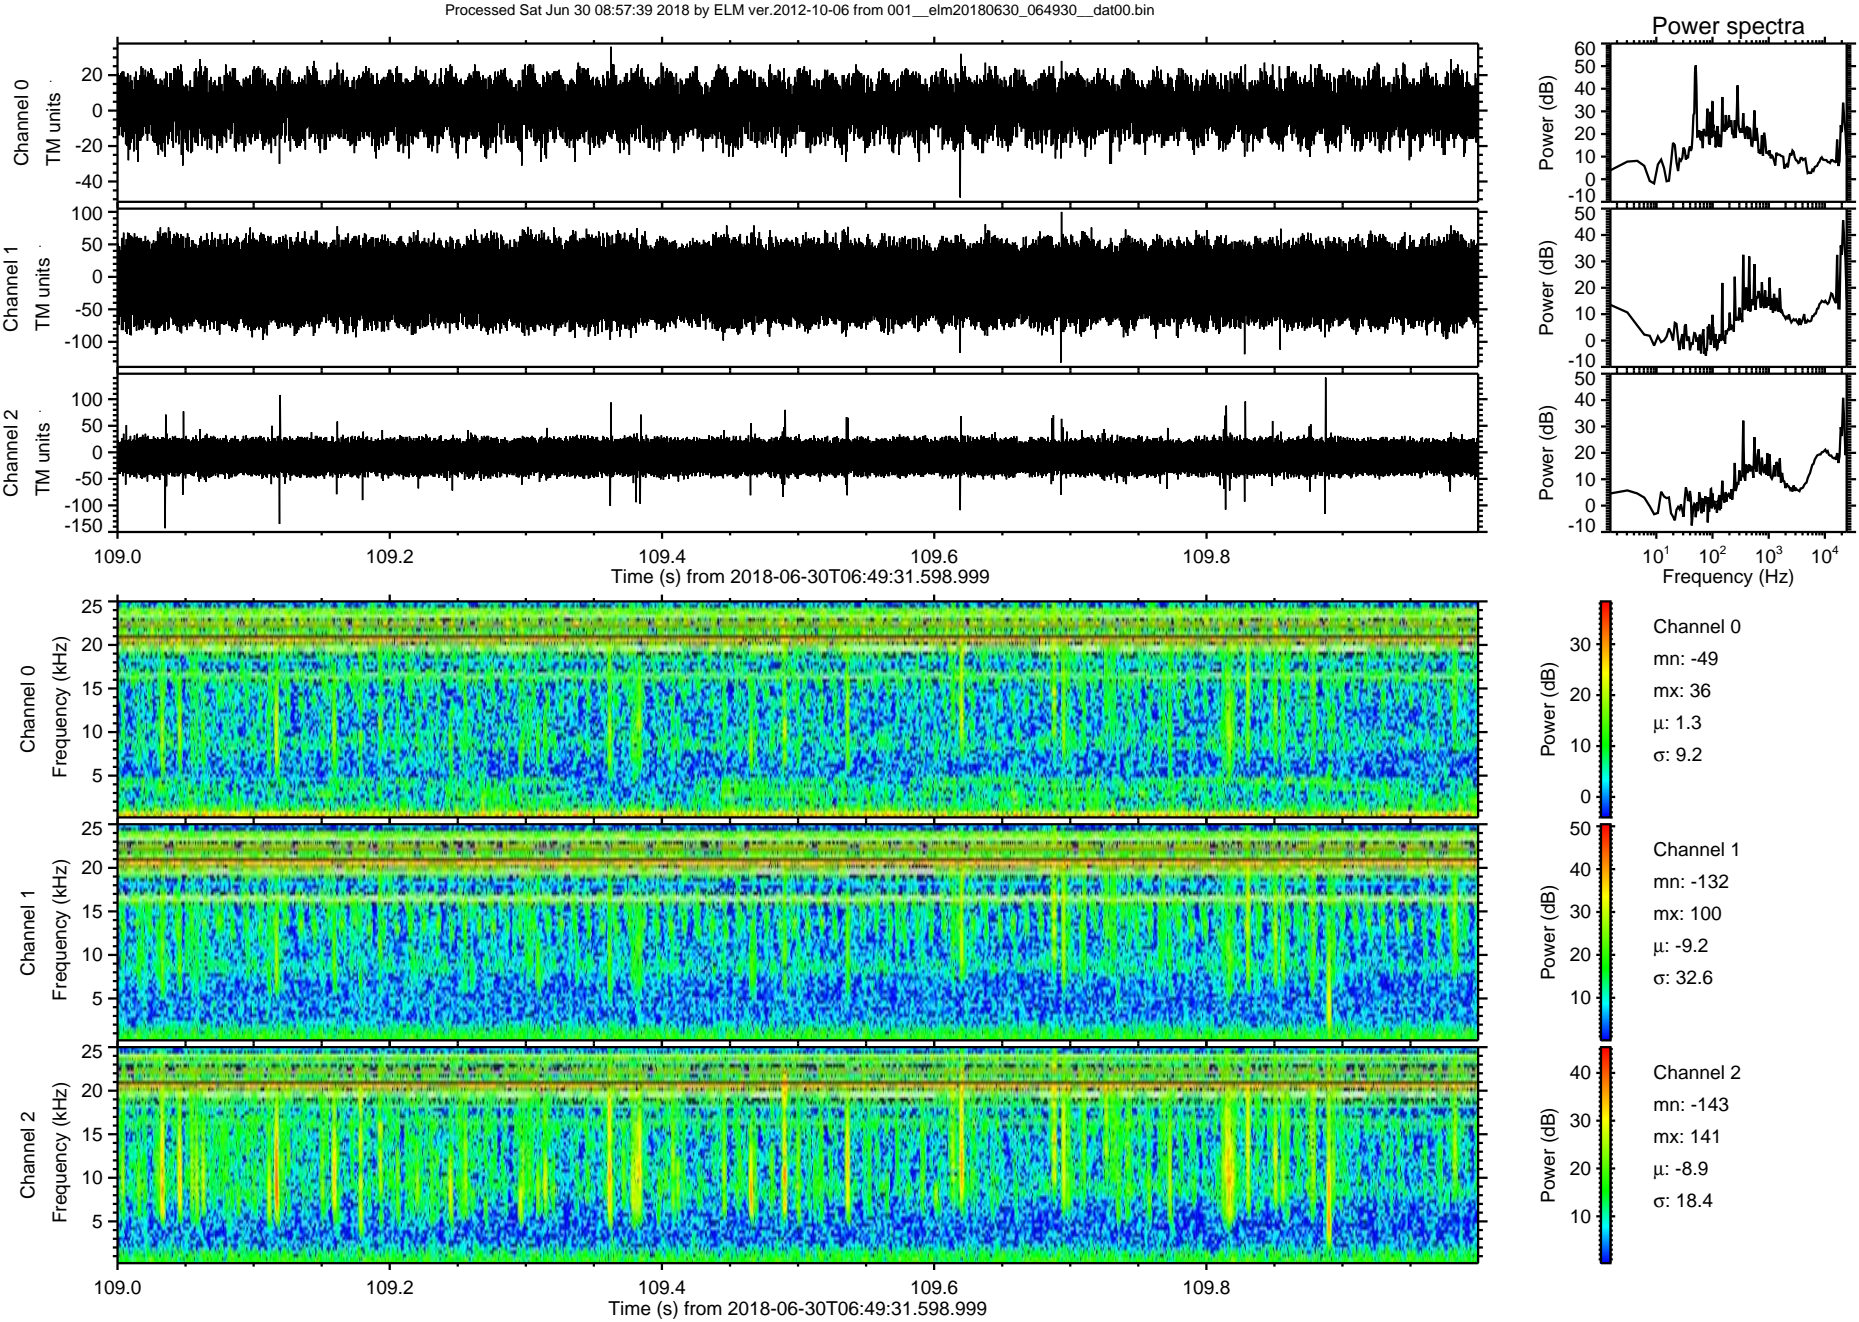 Processed Sat Jun 30 08:57:39 2018 by ELM ver.2012-10-06 from 001__elm20180630_064930__dat00.bin
Power spectra
Channel 0
TM units
20
0
-20
-40
Power (dB)
60
50
40
30
20
10
0
-10
Channel 1
TM units
100
50
0
-50
-100
Power (dB)
50
40
30
20
10
0
-10
Channel 2
TM units
100
50
0
-50
-100
-150
Power (dB)
50
40
30
20
10
0
-10
109.0 109.2 109.4 109.6 109.8
Time (s) from 2018-06-30T06:49:31.598.999
10¹ 10² 10³ 10⁴
Frequency (Hz)
Channel 0
Frequency (kHz)
25
20
15
10
5
Power (dB)
30
20
10
0
Channel 0
mn: -49
mx: 36
μ: 1.3
σ: 9.2
Channel 1
Frequency (kHz)
25
20
15
10
5
Power (dB)
50
40
30
20
10
Channel 1
mn: -132
mx: 100
μ: -9.2
σ: 32.6
Channel 2
Frequency (kHz)
25
20
15
10
5
Power (dB)
40
30
20
10
Channel 2
mn: -143
mx: 141
μ: -8.9
σ: 18.4
109.0 109.2 109.4 109.6 109.8
Time (s) from 2018-06-30T06:49:31.598.999